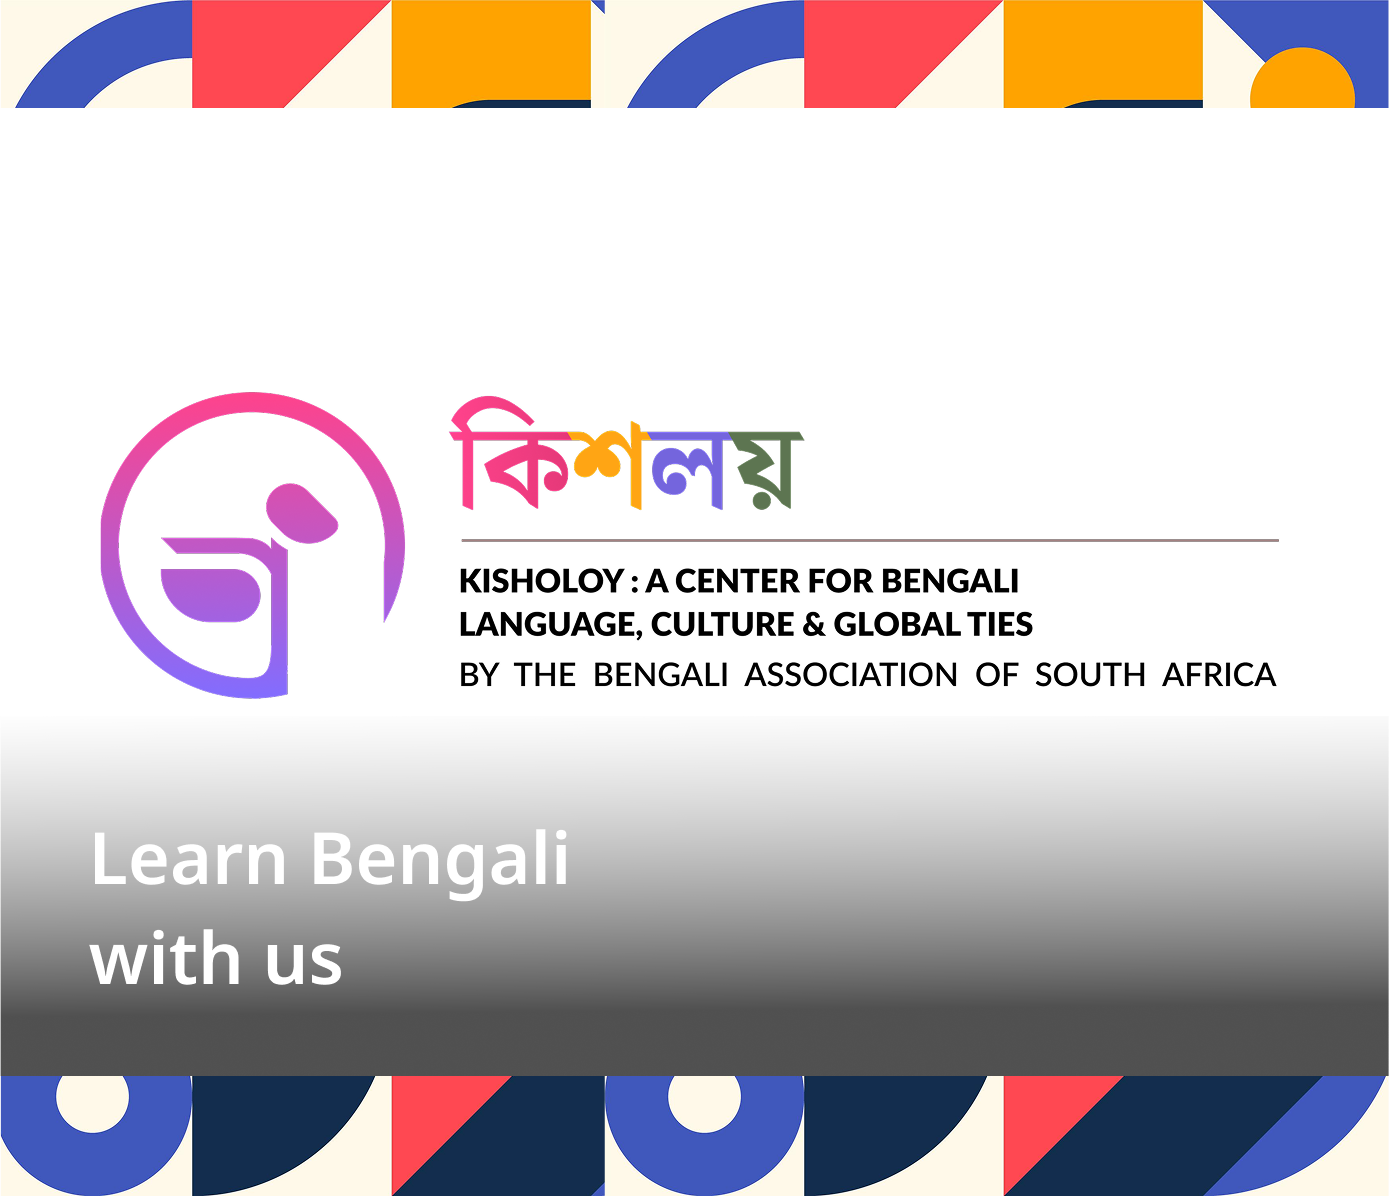 কিশলয়
KISHOLOY : A CENTER FOR BENGALI
LANGUAGE, CULTURE & GLOBAL TIES
BY THE BENGALI ASSOCIATION OF SOUTH AFRICA
Learn Bengali
with us